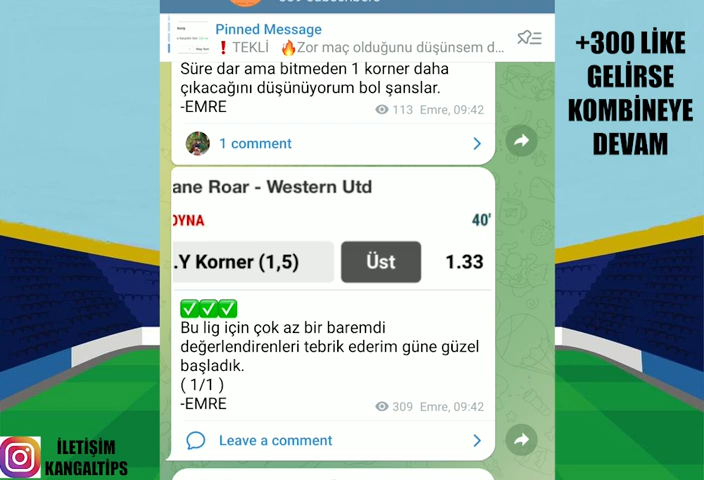 Pinned Message
❗ TEKLİ 🔥Zor maç olduğunu düşünsem d...
Süre dar ama bitmeden 1 korner daha
çıkacağını düşünüyorum bol şanslar.
-EMRE
113 Emre, 09:42
1 comment
ane Roar - Western Utd
OYNA
40'
.Y Korner (1,5)
Üst
1.33
✅✅✅
Bu lig için çok az bir baremdi
değerlendirenleri tebrik ederim güne güzel
başladık.
( 1/1 )
-EMRE
309 Emre, 09:42
Leave a comment
+300 LİKE
GELİRSE
KOMBİNEYE
DEVAM
İLETİŞİM
KANGALTİPS